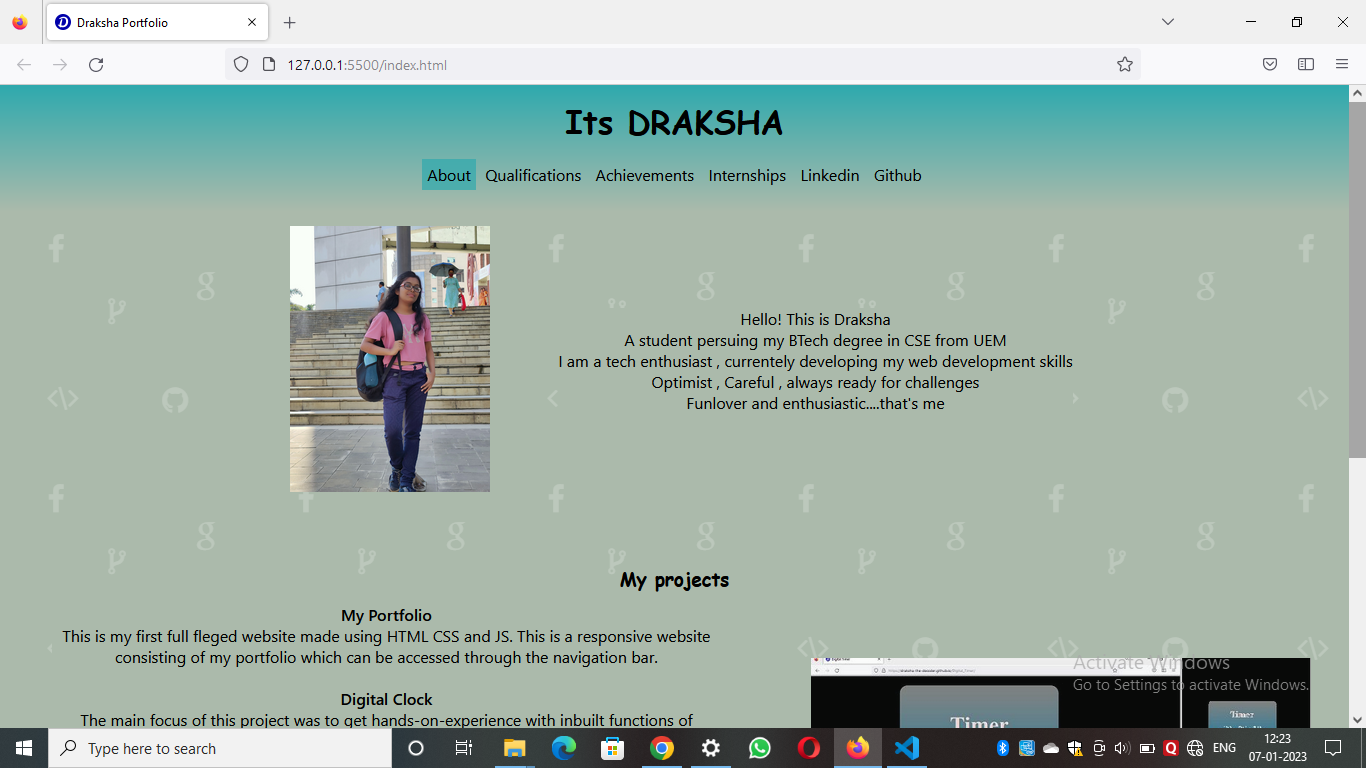 Draksha Portfolio
127.0.0.1:5500/index.html
Its DRAKSHA
About Qualifications Achievements Internships Linkedin Github
Hello! This is Draksha
A student persuing my BTech degree in CSE from UEM
I am a tech enthusiast , currentely developing my web development skills
Optimist , Careful , always ready for challenges
Funlover and enthusiastic....that's me
My projects
My Portfolio
This is my first full fleged website made using HTML CSS and JS. This is a responsive website
consisting of my portfolio which can be accessed through the navigation bar.
Digital Clock
The main focus of this project was to get hands-on-experience with inbuilt functions of
Digital Timer
Timer
Timer
Activate Windows
Go to Settings to activate Windows.
Type here to search
ENG
12:23
07-01-2023